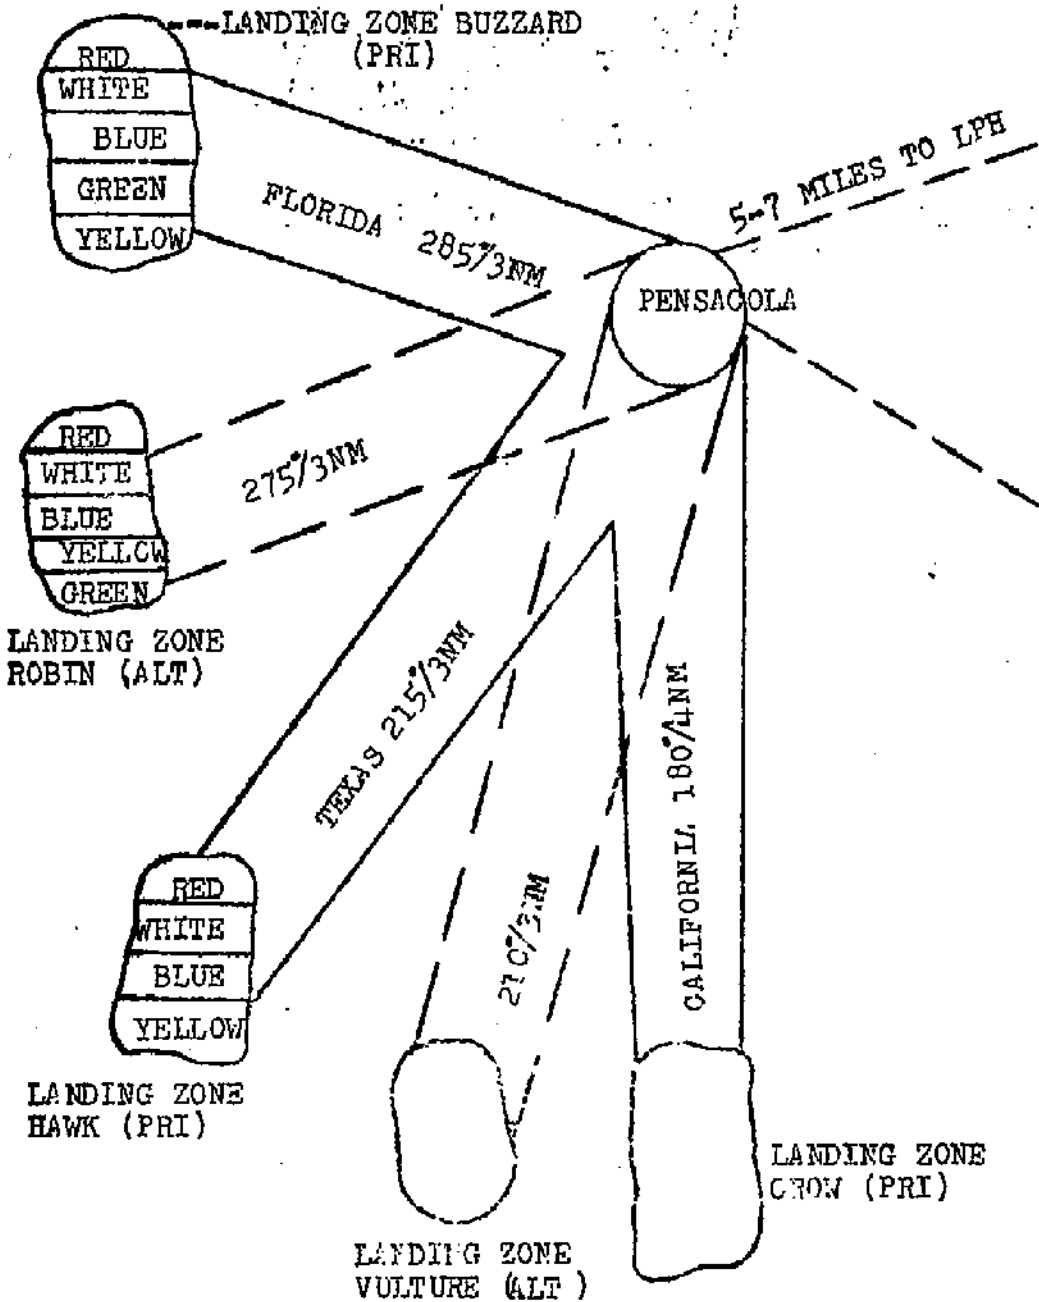 LANDING ZONE BUZZARD
(PRI)
RED
WHITE
BLUE
GREEN
YELLOW
FLORIDA 285°/3NM
5-7 MILES TO LPH
PENSACOLA
RED
WHITE
BLUE
YELLOW
GREEN
275°/3NM
LANDING ZONE
ROBIN (ALT)
TEXAS 215°/3NM
RED
WHITE
BLUE
YELLOW
LANDING ZONE
HAWK (PRI)
210°/3NM
CALIFORNIA 180°/4NM
LANDING ZONE
VULTURE (ALT)
LANDING ZONE
CROW (PRI)